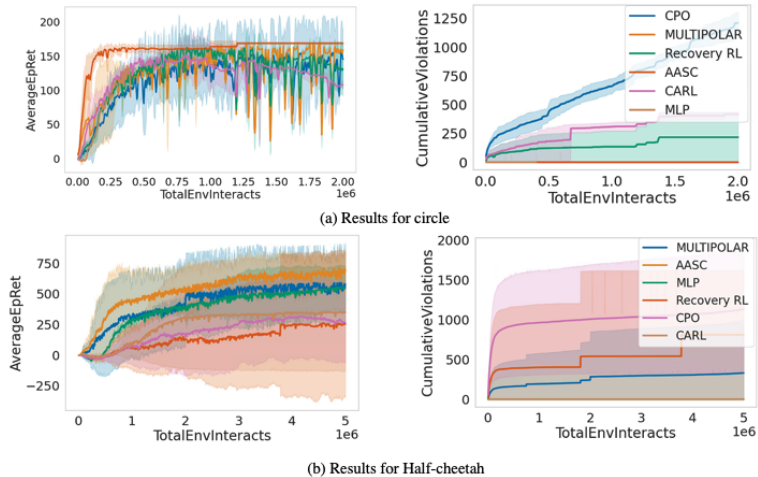 200
150
100
50
0
AverageEpRet
0.00 0.25 0.50 0.75 1.00 1.25 1.50 1.75 2.00
TotalEnvInteracts 1e6
1250
1000
750
500
250
0
CumulativeViolations
CPO
MULTIPOLAR
Recovery RL
AASC
CARL
MLP
0.0 0.5 1.0 1.5 2.0
TotalEnvInteracts 1e6
(a) Results for circle
750
500
250
0
−250
AverageEpRet
0 1 2 3 4 5
TotalEnvInteracts 1e6
2000
1500
1000
500
0
CumulativeViolations
MULTIPOLAR
AASC
MLP
Recovery RL
CPO
CARL
0 1 2 3 4 5
TotalEnvInteracts 1e6
(b) Results for Half-cheetah